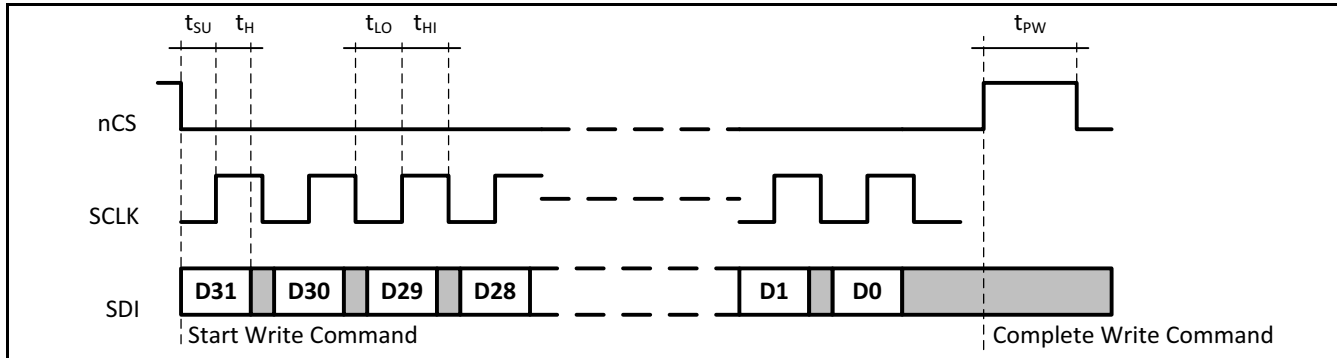 tSU tH tLO tHI tPW
nCS
SCLK
D31 D30 D29 D28 D1 D0
SDI
Start Write Command Complete Write Command